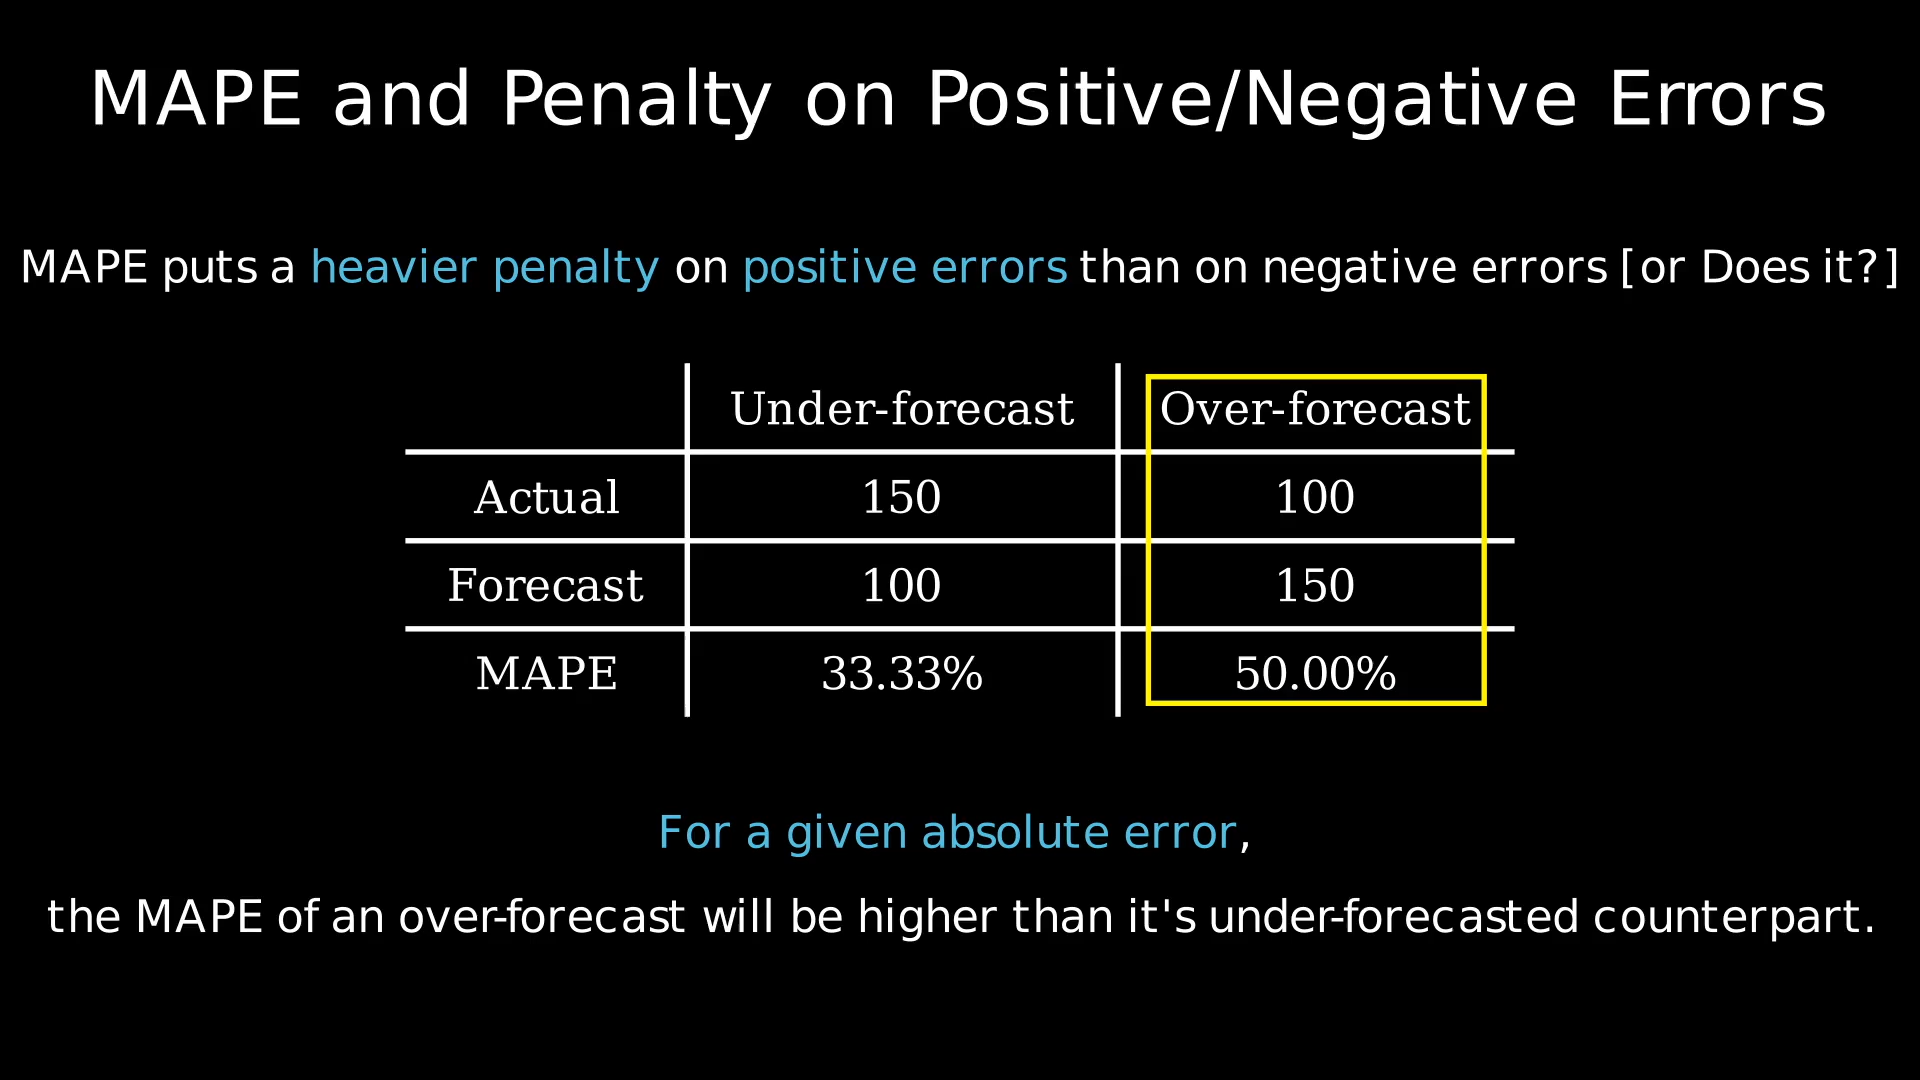 MAPE and Penalty on Positive/Negative Errors
MAPE puts a heavier penalty on positive errors than on negative errors [or Does it?]
Under-forecast Over-forecast
Actual 150 100
Forecast 100 150
MAPE 33.33% 50.00%
For a given absolute error,
the MAPE of an over-forecast will be higher than it's under-forecasted counterpart.